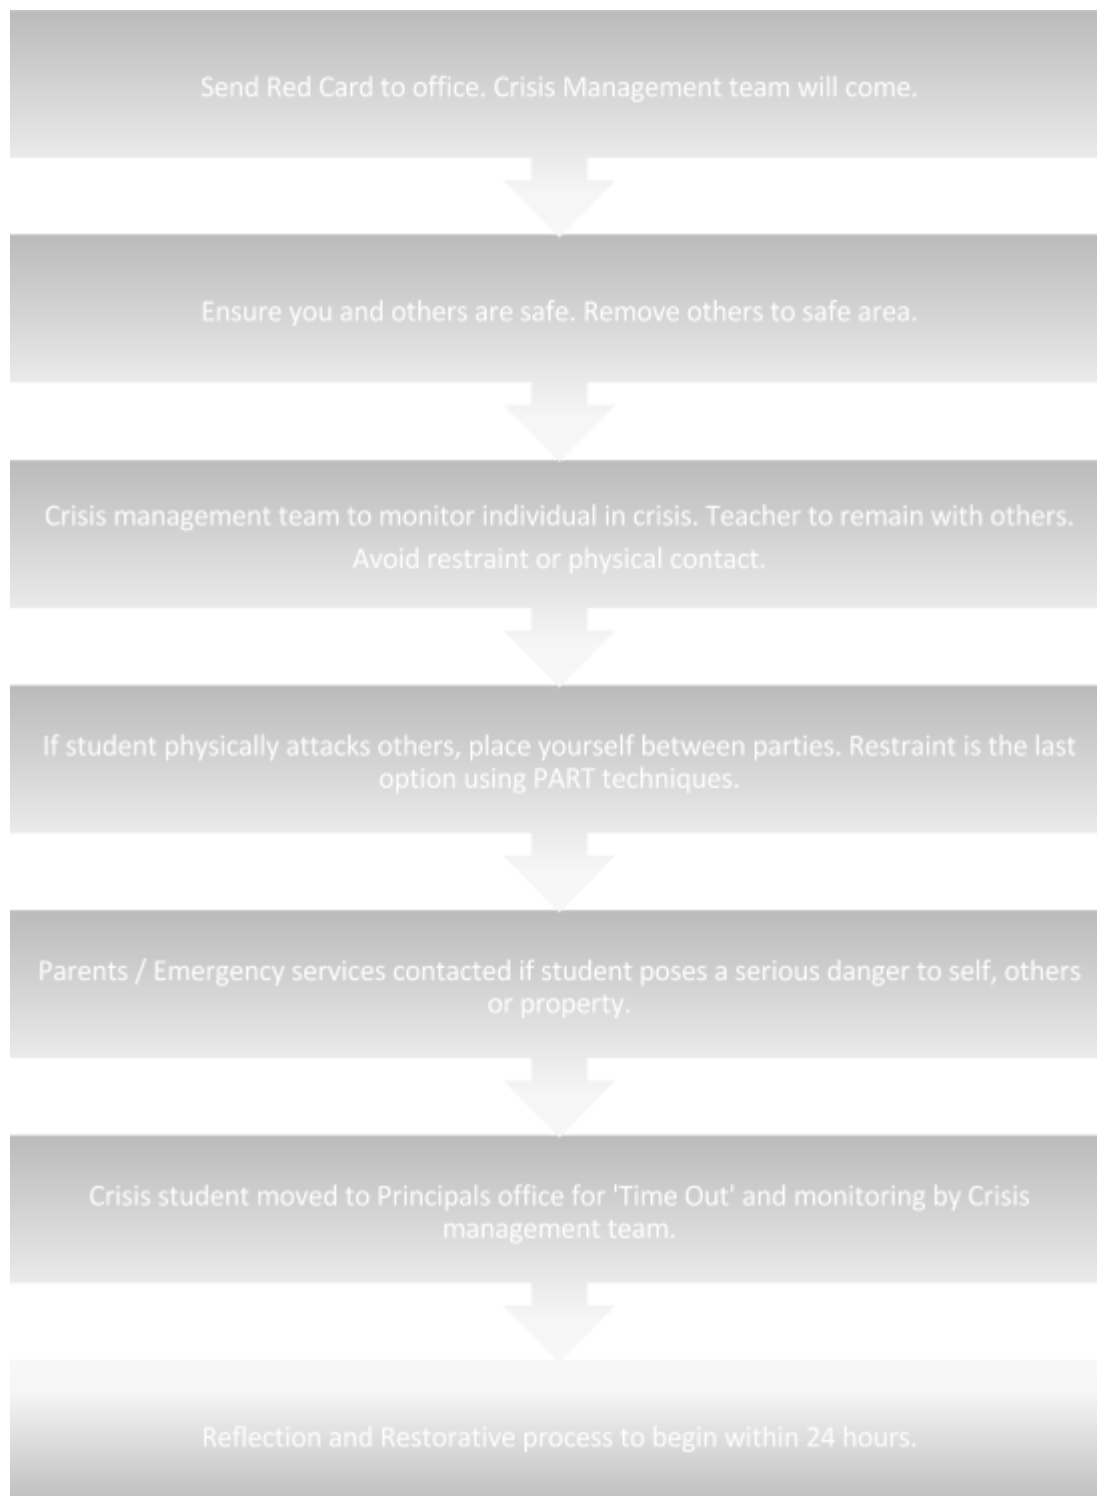 Send Red Card to office. Crisis Management team will come.
Ensure you and others are safe. Remove others to safe area.
Crisis management team to monitor individual in crisis. Teacher to remain with others.
Avoid restraint or physical contact.
If student physically attacks others, place yourself between parties. Restraint is the last
option using PART techniques.
Parents / Emergency services contacted if student poses a serious danger to self, others
or property.
Crisis student moved to Principals office for 'Time Out' and monitoring by Crisis
management team.
Reflection and Restorative process to begin within 24 hours.